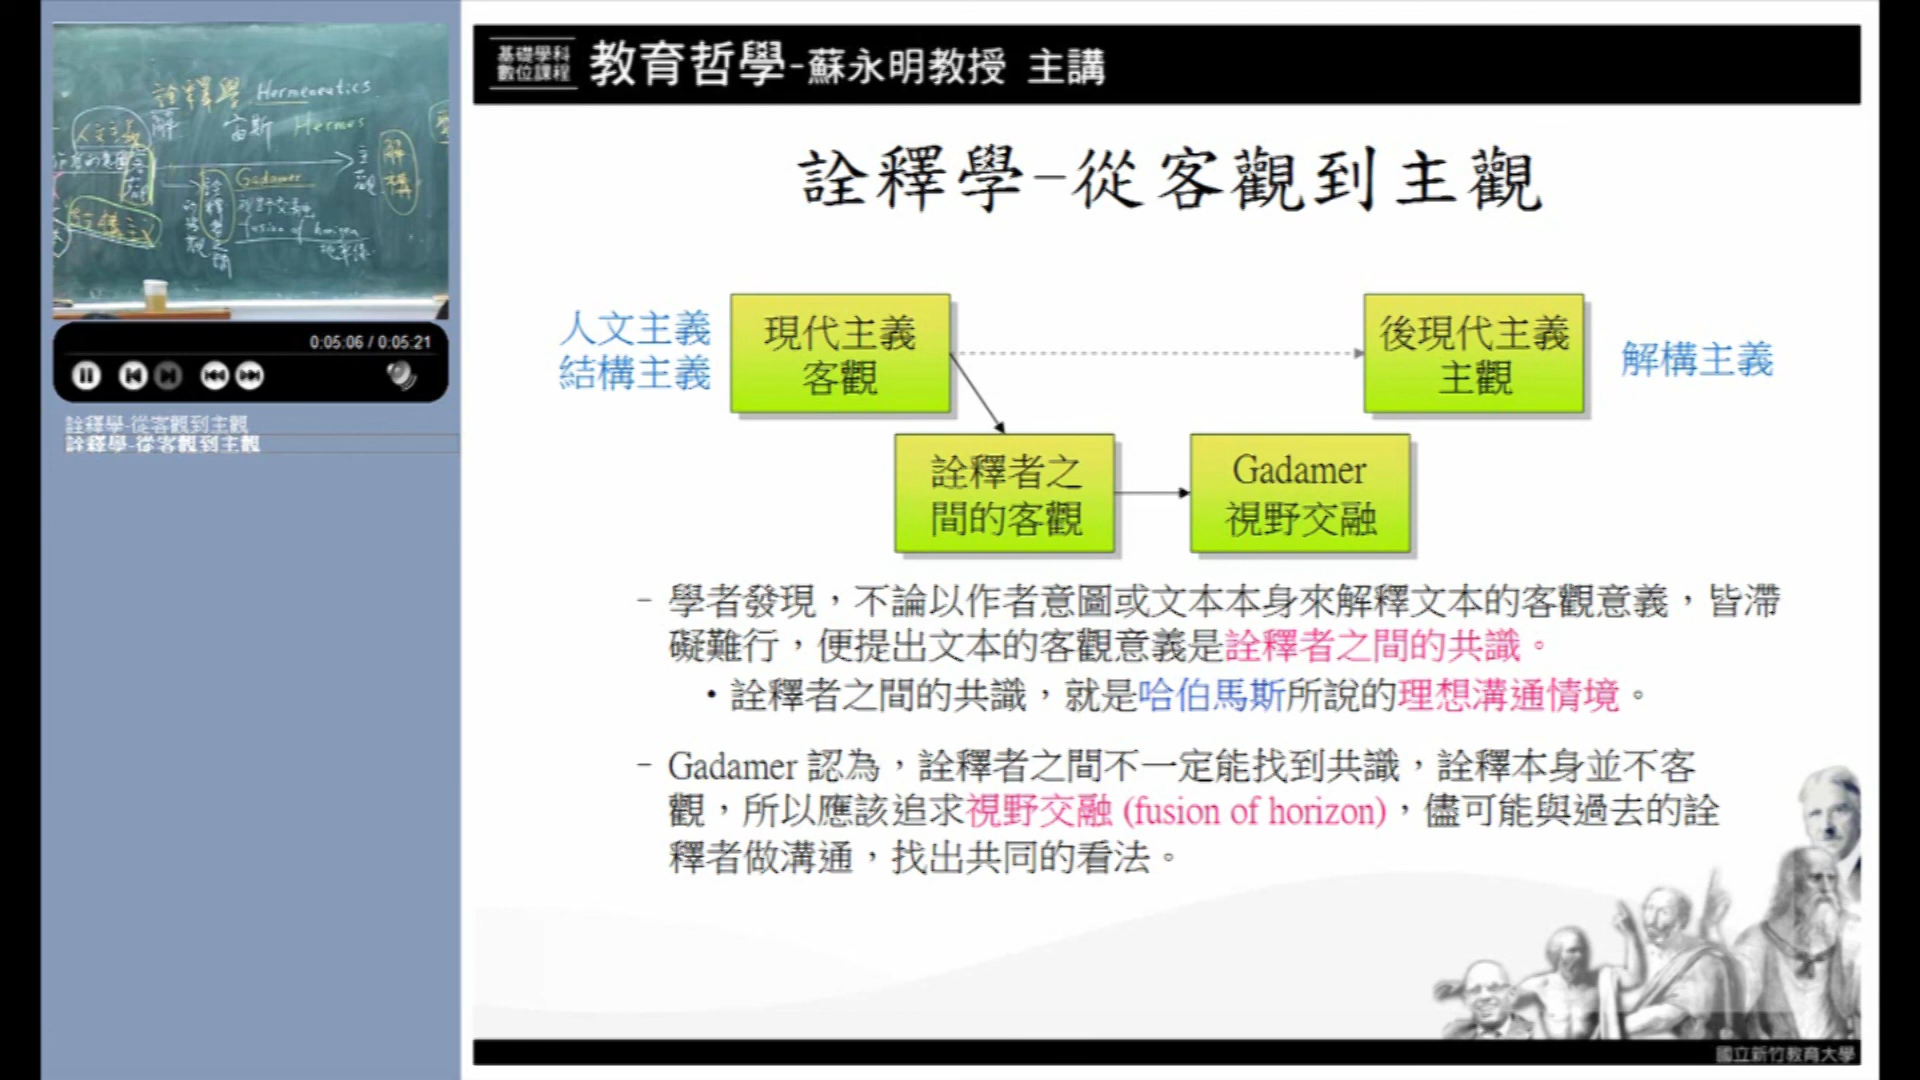 基礎學科
數位課程
教育哲學-蘇永明教授 主講
詮釋學 Hermeneutics
解 宙斯 Hermes
人文主義
Gadamer
視野交融
fusion of horizon
地平線
詮釋者之間
主觀
解構
0:05:06 / 0:05:21
詮釋學-從客觀到主觀
詮釋學-從客觀到主觀
詮釋學-從客觀到主觀
人文主義
結構主義
現代主義
客觀
後現代主義
主觀
解構主義
詮釋者之
間的客觀
Gadamer
視野交融
– 學者發現，不論以作者意圖或文本本身來解釋文本的客觀意義，皆滯
礙難行，便提出文本的客觀意義是詮釋者之間的共識。
• 詮釋者之間的共識，就是哈伯馬斯所說的理想溝通情境。
– Gadamer 認為，詮釋者之間不一定能找到共識，詮釋本身並不客
觀，所以應該追求視野交融 (fusion of horizon)，儘可能與過去的詮
釋者做溝通，找出共同的看法。
國立新竹教育大學